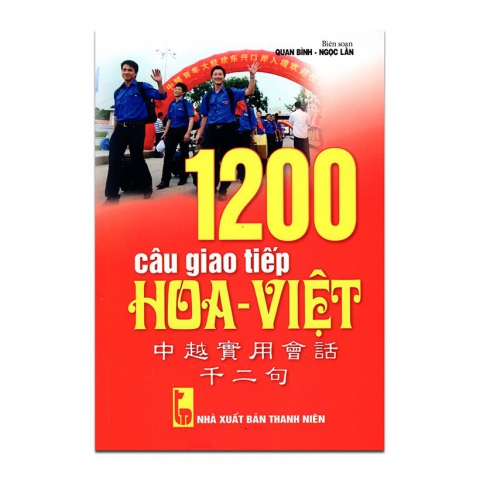 Biên soạn
QUAN BÌNH - NGỌC LÂN
1200
câu giao tiếp
HOA-VIỆT
中越實用會話
千二句
NHÀ XUẤT BẢN THANH NIÊN